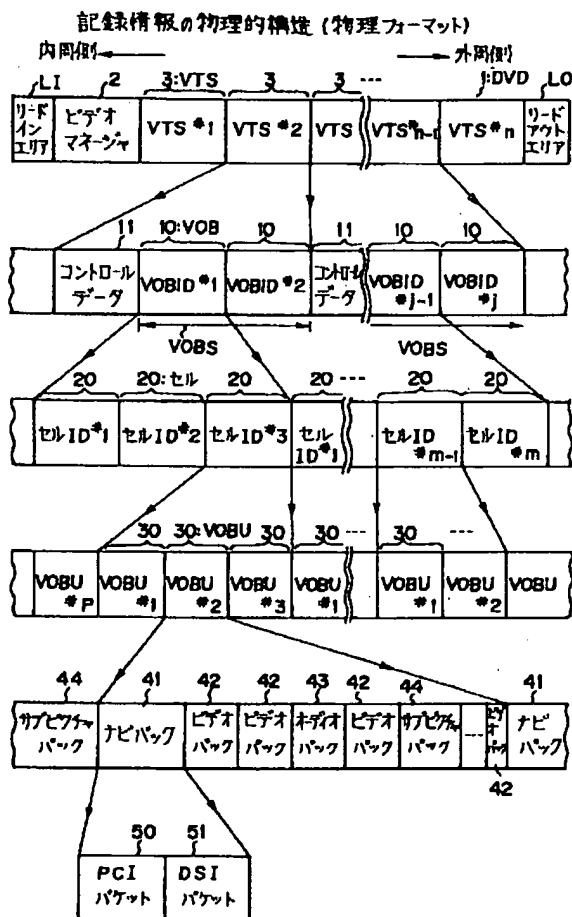 記録情報の物理的構造 (物理フォーマット)
内周側 外周側
LI 2 3:VTS 3 3 --- 1:DVD LO
リードインエリア ビデオマネージャ VTS #1 VTS #2 VTS VTS#n-1 VTS#n リードアウトエリア
11 10:VOB 10 11 10 10
コントロールデータ VOBID#1 VOBID#2 コントロールデータ VOBID #j-1 VOBID #j
VOBS VOBS
20 20:セル 20 20 --- 20 20
セルID#1 セルID#2 セルID#3 セルID#1 セルID #m-1 セルID #m
30 30:VOBU 30 30 --- 30 ---
VOBU #P VOBU #1 VOBU #2 VOBU #3 VOBU #1 VOBU #1 VOBU #2 VOBU
44 41 42 42 43 42 44 41
サブピクチャパック ナビパック ビデオパック ビデオパック オーディオパック ビデオパック サブピクチャパック --- ビデオパック ナビパック
42
50 51
PCIパケット DSIパケット